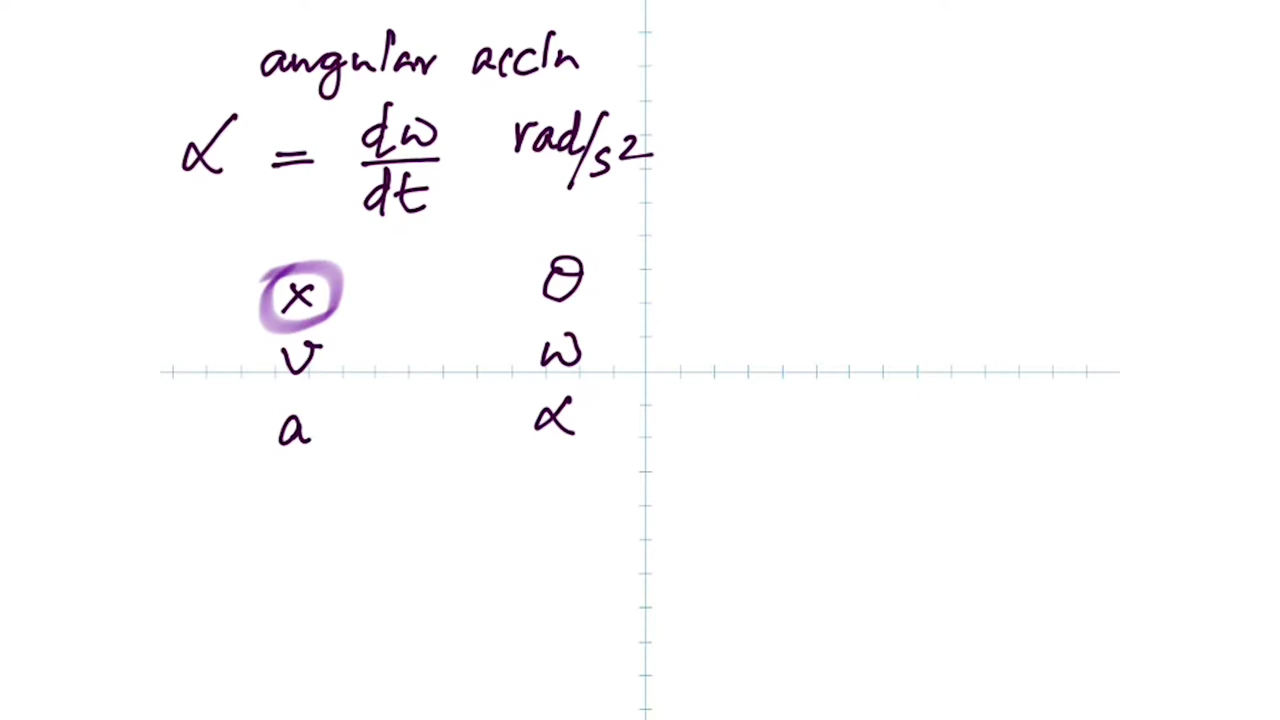 angular accln
α = dω/dt rad/s²
x θ
v ω
a α